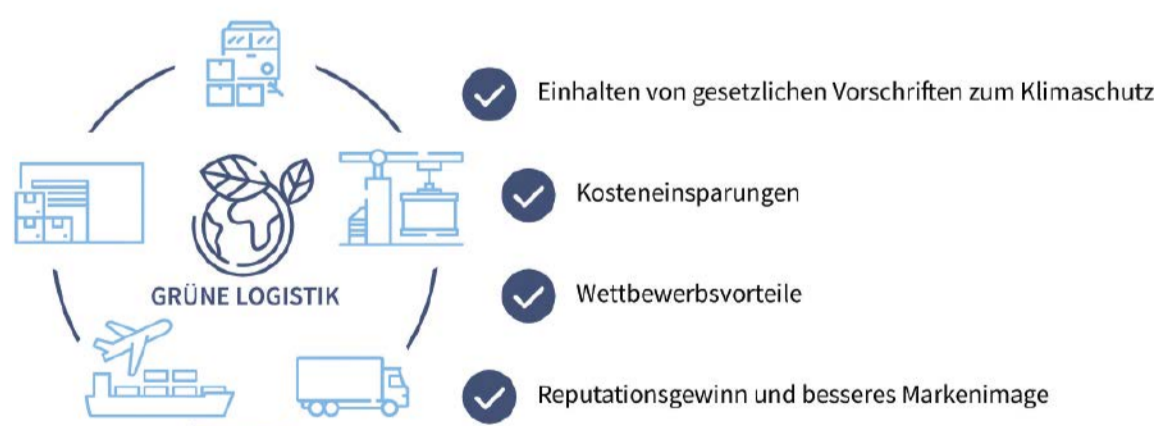 Einhalten von gesetzlichen Vorschriften zum Klimaschutz
Kosteneinsparungen
GRÜNE LOGISTIK
Wettbewerbsvorteile
Reputationsgewinn und besseres Markenimage